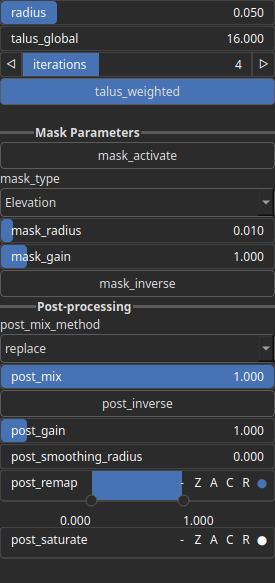 radius 0.050
talus_global 16.000
iterations 4
talus_weighted
Mask Parameters
mask_activate
mask_type
Elevation
mask_radius 0.010
mask_gain 1.000
mask_inverse
Post-processing
post_mix_method
replace
post_mix 1.000
post_inverse
post_gain 1.000
post_smoothing_radius 0.000
post_remap - Z A C R
0.000 1.000
post_saturate - Z A C R